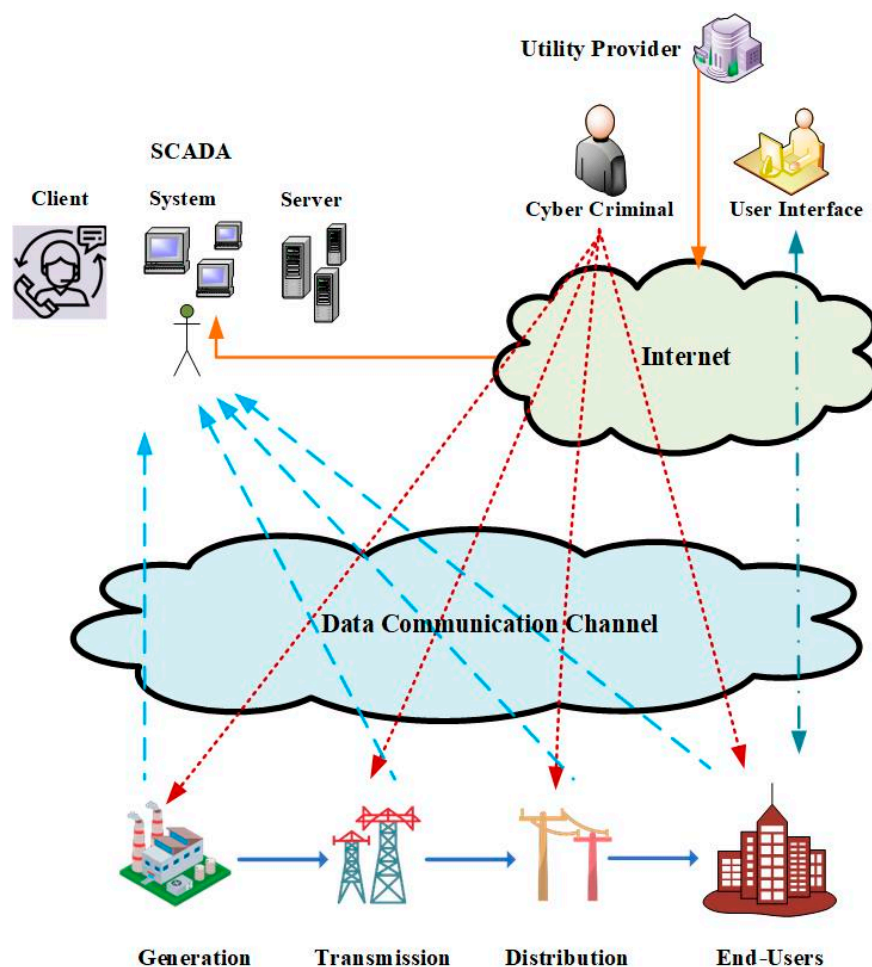 Utility Provider
SCADA
Client
System
Server
Cyber Criminal
User Interface
Internet
Data Communication Channel
Generation
Transmission
Distribution
End-Users